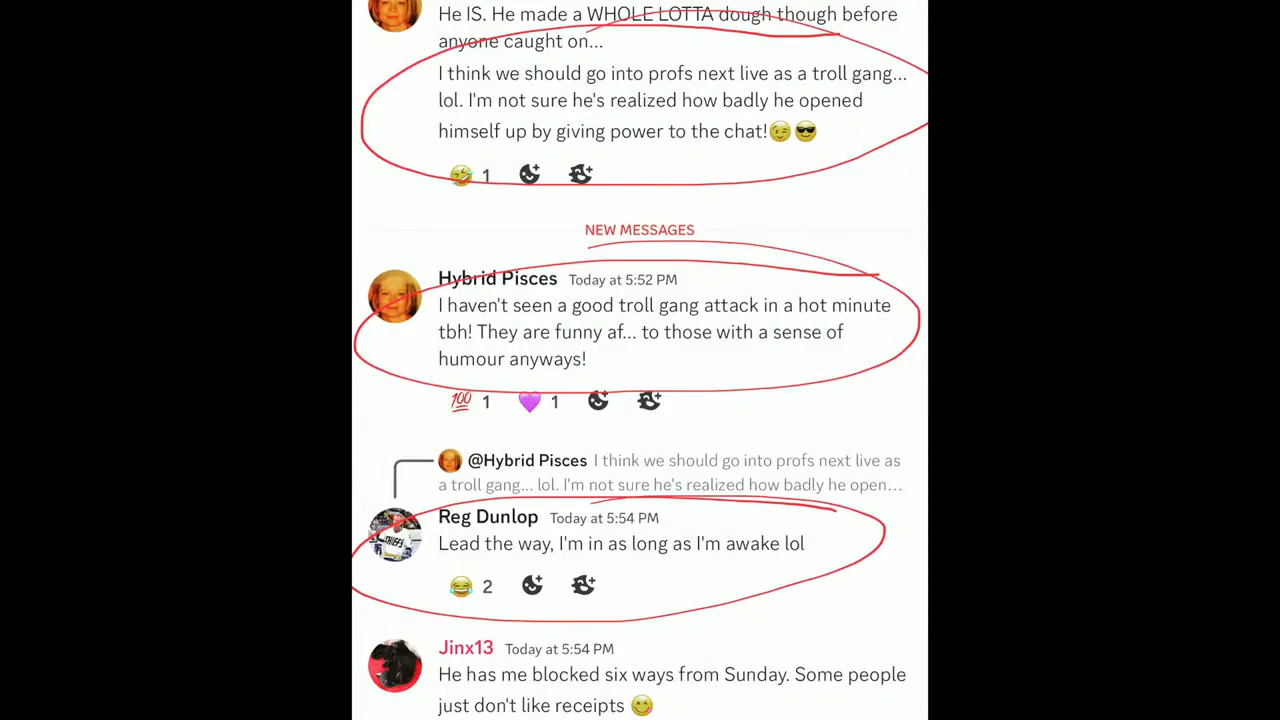 He IS. He made a WHOLE LOTTA dough though before
anyone caught on...
I think we should go into profs next live as a troll gang...
lol. I'm not sure he's realized how badly he opened
himself up by giving power to the chat!😉😎
🤣 1
NEW MESSAGES
Hybrid Pisces Today at 5:52 PM
I haven't seen a good troll gang attack in a hot minute
tbh! They are funny af... to those with a sense of
humour anyways!
💯 1 💜 1
@Hybrid Pisces I think we should go into profs next live as
a troll gang... lol. I'm not sure he's realized how badly he open...
Reg Dunlop Today at 5:54 PM
Lead the way, I'm in as long as I'm awake lol
😂 2
Jinx13 Today at 5:54 PM
He has me blocked six ways from Sunday. Some people
just don't like receipts 😋